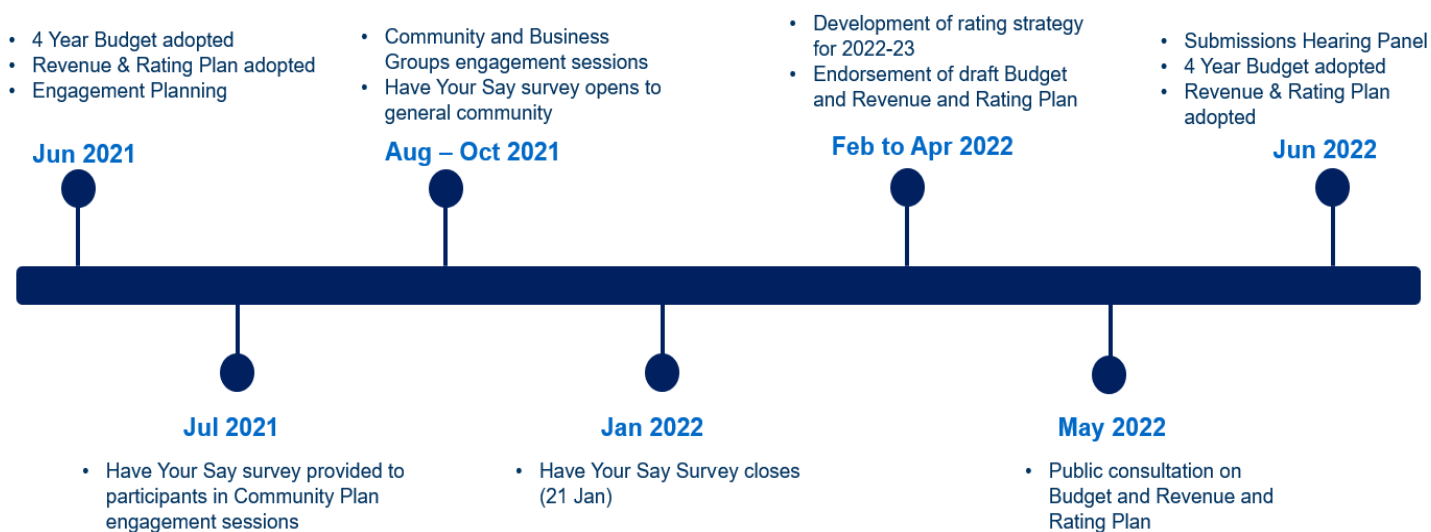 • 4 Year Budget adopted
• Revenue & Rating Plan adopted
• Engagement Planning
Jun 2021
• Community and Business
Groups engagement sessions
• Have Your Say survey opens to
general community
Aug – Oct 2021
• Development of rating strategy
for 2022-23
• Endorsement of draft Budget
and Revenue and Rating Plan
Feb to Apr 2022
• Submissions Hearing Panel
• 4 Year Budget adopted
• Revenue & Rating Plan
adopted
Jun 2022
Jul 2021
• Have Your Say survey provided to
participants in Community Plan
engagement sessions
Jan 2022
• Have Your Say Survey closes
(21 Jan)
May 2022
• Public consultation on
Budget and Revenue and
Rating Plan